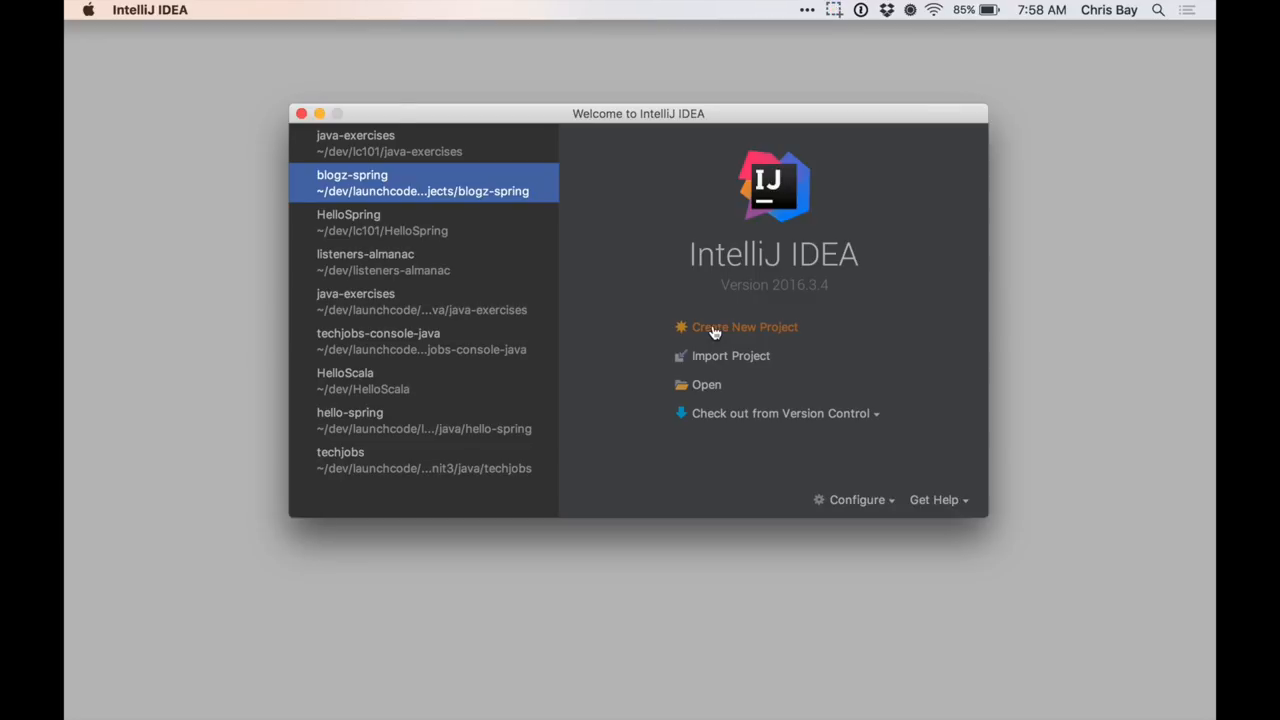 IntelliJ IDEA
85%
7:58 AM
Chris Bay
Welcome to IntelliJ IDEA
java-exercises
~/dev/lc101/java-exercises
blogz-spring
~/dev/launchcode...jects/blogz-spring
HelloSpring
~/dev/lc101/HelloSpring
listeners-almanac
~/dev/listeners-almanac
java-exercises
~/dev/launchcode/...va/java-exercises
techjobs-console-java
~/dev/launchcode...jobs-console-java
HelloScala
~/dev/HelloScala
hello-spring
~/dev/launchcode/l.../java/hello-spring
techjobs
~/dev/launchcode/...nit3/java/techjobs
IJ
IntelliJ IDEA
Version 2016.3.4
Create New Project
Import Project
Open
Check out from Version Control
Configure
Get Help